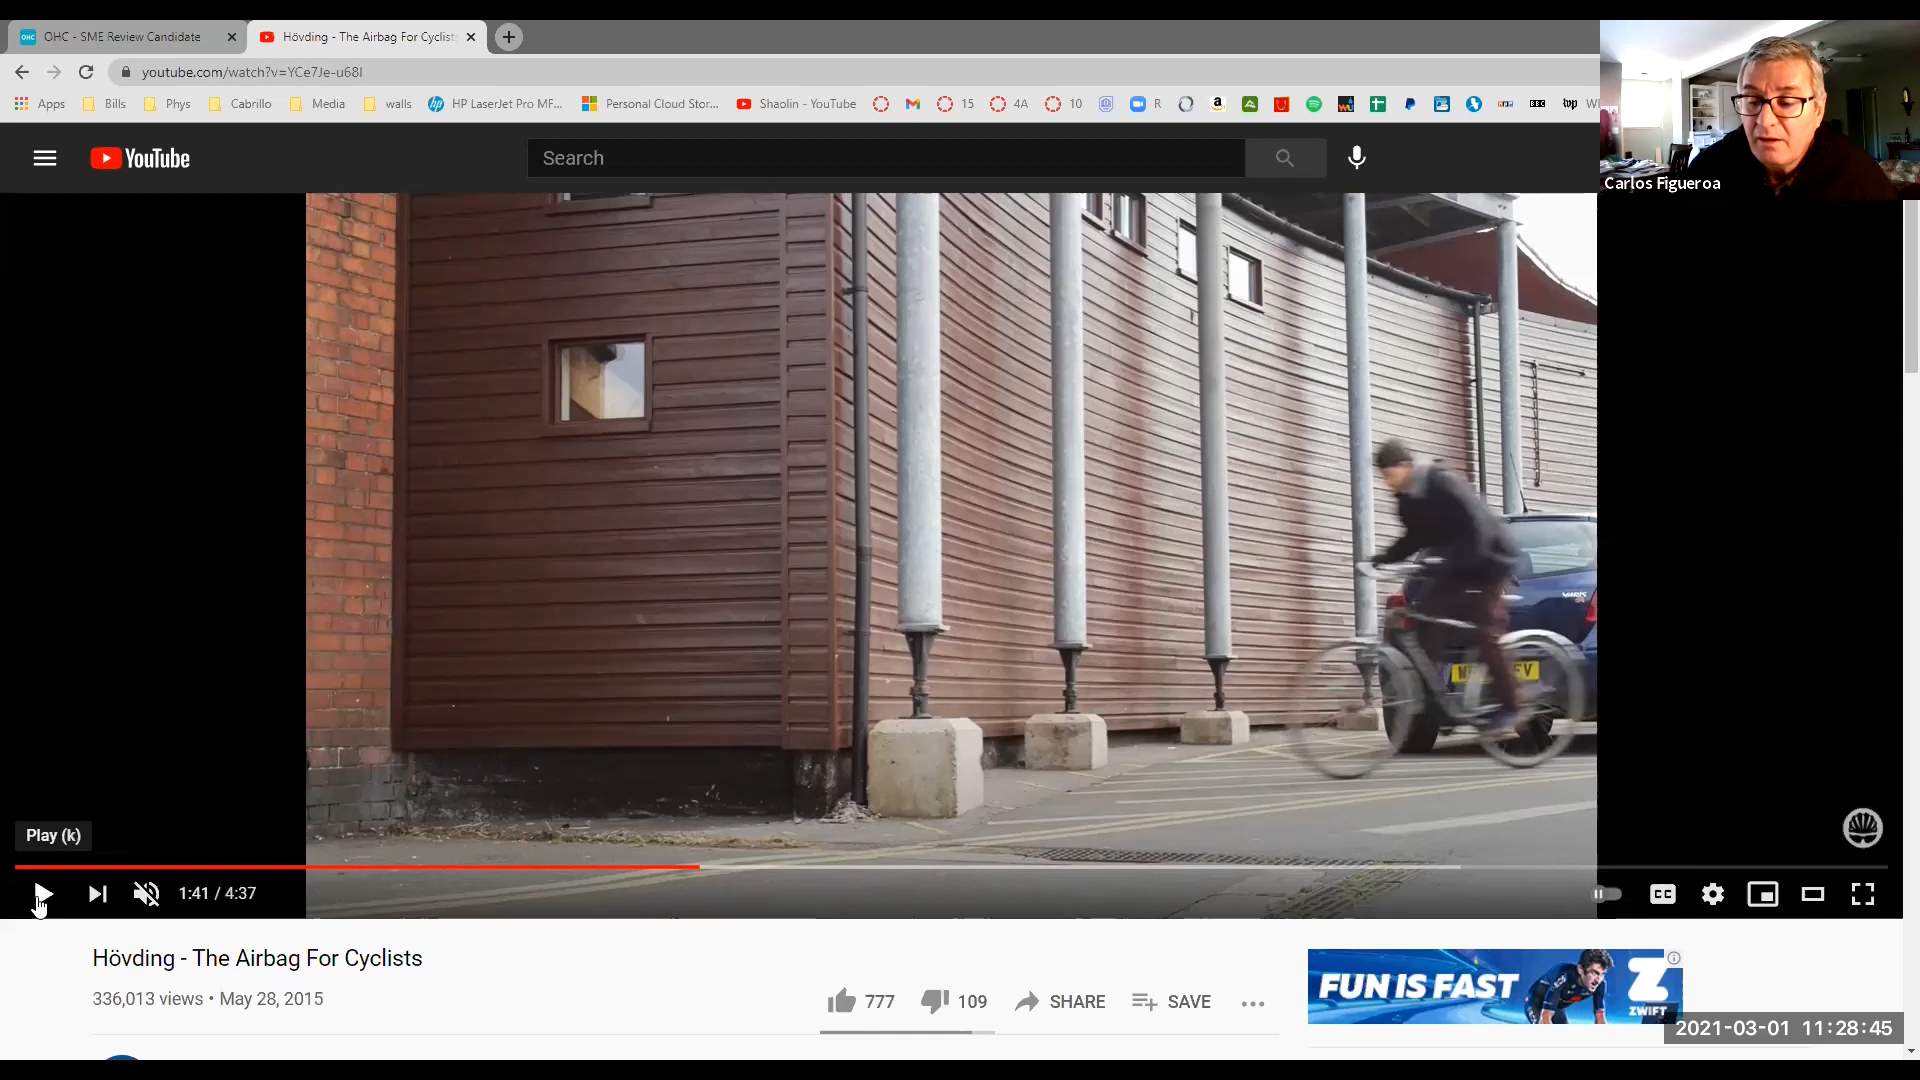 OHC - SME Review Candidate
Hövding - The Airbag For Cyclist
youtube.com/watch?v=YCe7Je-u68I
Apps Bills Phys Cabrillo Media walls HP LaserJet Pro MF... Personal Cloud Stor... Shaolin - YouTube 15 4A 10 R
YouTube
Search
Carlos Figueroa
YARIS
Play (k)
1:41 / 4:37
CC
Hövding - The Airbag For Cyclists
336,013 views • May 28, 2015
777 109 SHARE SAVE
FUN IS FAST
ZWIFT
2021-03-01 11:28:45